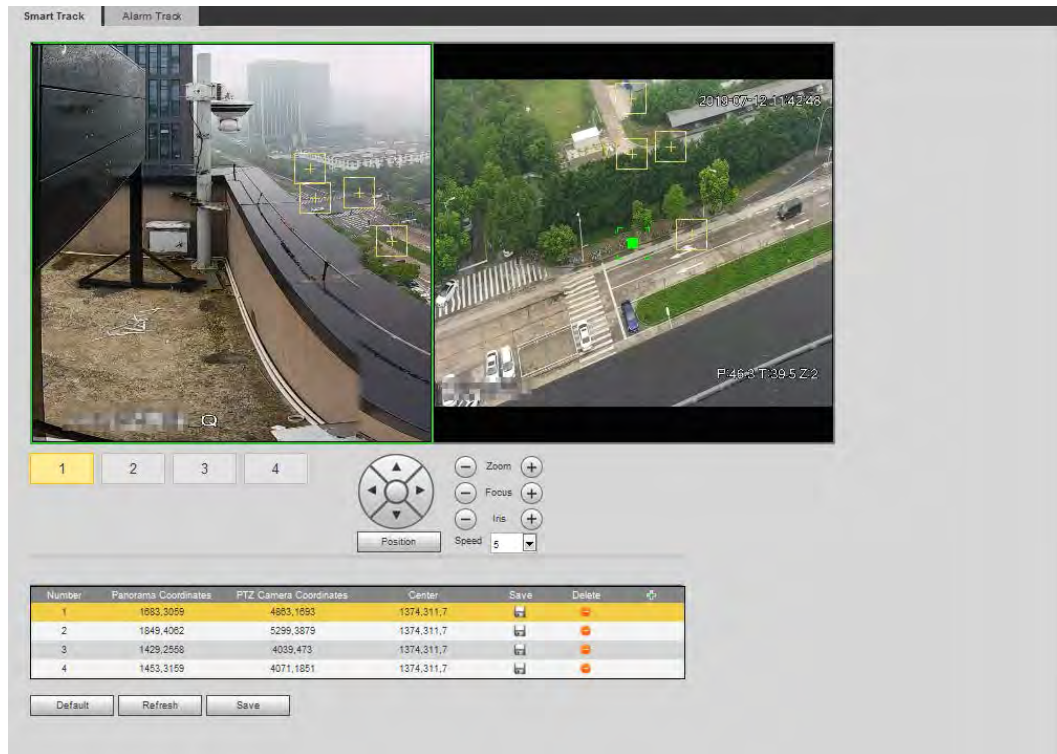 Smart Track Alarm Track
2019-07-12 11:42:48
P:46.3 T:39.5 Z:2
1 2 3 4
Zoom
Focus
Iris
Position Speed 5
Number Panorama Coordinates PTZ Camera Coordinates Center Save Delete
1 1683,3059 4863,1693 1374,311,7
2 1849,4062 5299,3879 1374,311,7
3 1429,2558 4039,473 1374,311,7
4 1453,3159 4071,1851 1374,311,7
Default Refresh Save